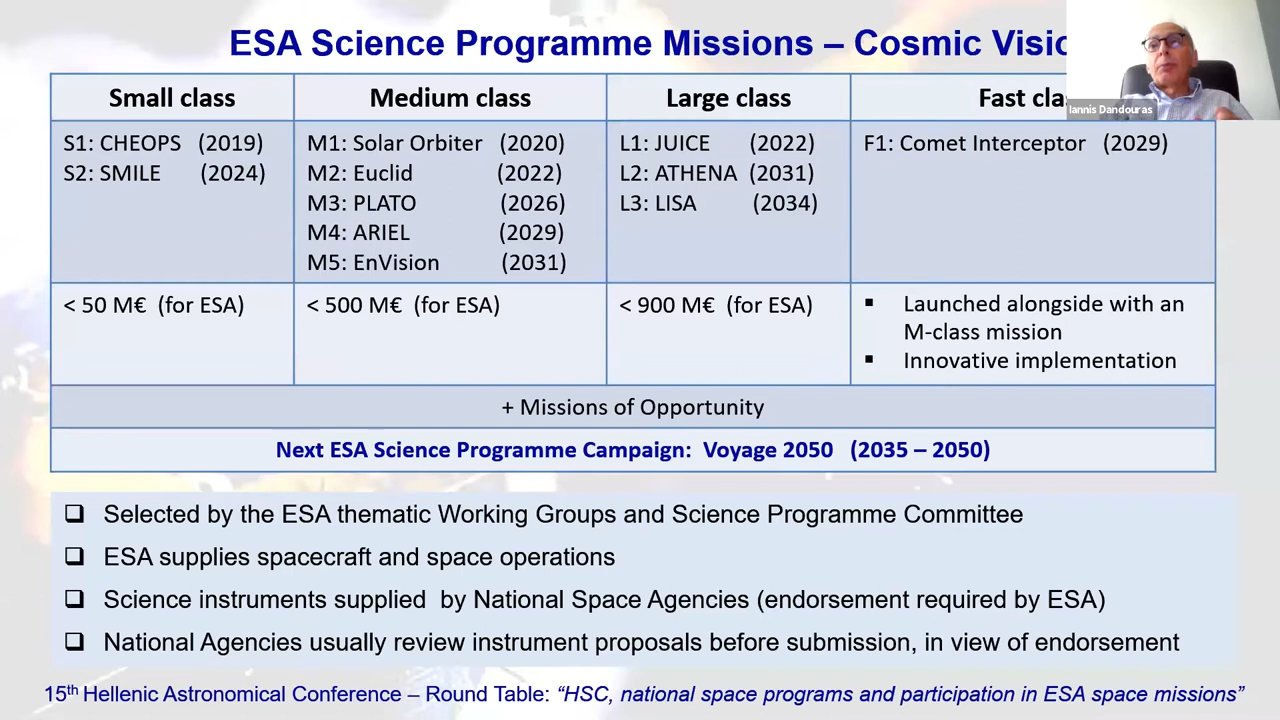 ESA Science Programme Missions – Cosmic
Iannis Dandouras
Small class
Medium class
Large class
Fast
S1: CHEOPS (2019)
S2: SMILE (2024)
M1: Solar Orbiter (2020)
M2: Euclid (2022)
M3: PLATO (2026)
M4: ARIEL (2029)
M5: EnVision (2031)
L1: JUICE (2022)
L2: ATHENA (2031)
L3: LISA (2034)
F1: Comet Interceptor (2029)
< 50 M€ (for ESA)
< 500 M€ (for ESA)
< 900 M€ (for ESA)
▪ Launched alongside with an
M-class mission
▪ Innovative implementation
+ Missions of Opportunity
Next ESA Science Programme Campaign: Voyage 2050 (2035 – 2050)
❑ Selected by the ESA thematic Working Groups and Science Programme Committee
❑ ESA supplies spacecraft and space operations
❑ Science instruments supplied by National Space Agencies (endorsement required by ESA)
❑ National Agencies usually review instrument proposals before submission, in view of endorsement
15th Hellenic Astronomical Conference – Round Table: “HSC, national space programs and participation in ESA space missions”